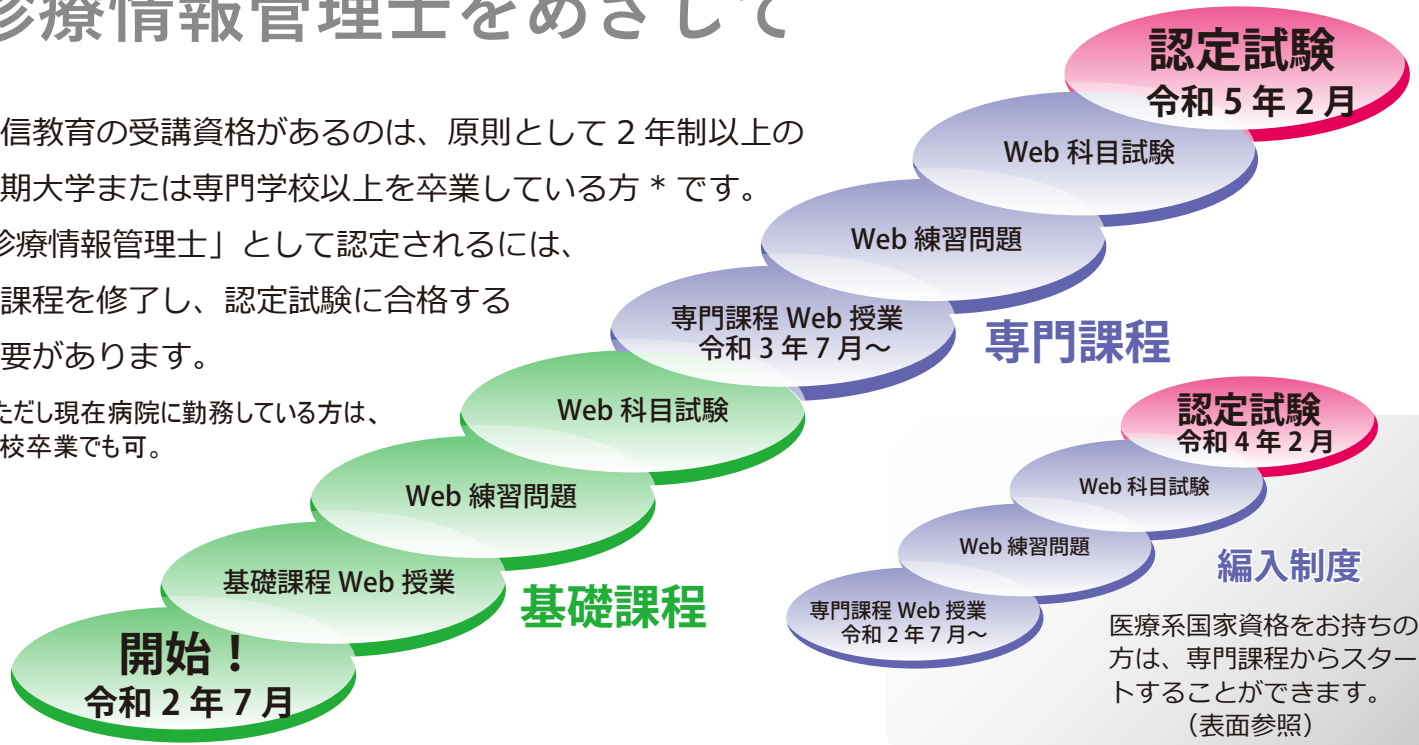 診療情報管理士をめざして
信教育の受講資格があるのは、原則として 2 年制以上の
期大学または専門学校以上を卒業している方 * です。
診療情報管理士」として認定されるには、
課程を修了し、認定試験に合格する
要があります。
ただし現在病院に勤務している方は、
校卒業でも可。
認定試験
令和 5 年 2 月
Web 科目試験
Web 練習問題
専門課程 Web 授業
令和 3 年 7 月～
専門課程
Web 科目試験
Web 練習問題
基礎課程 Web 授業
基礎課程
開始！
令和 2 年 7 月
認定試験
令和 4 年 2 月
Web 科目試験
Web 練習問題
専門課程 Web 授業
令和 2 年 7 月～
編入制度
医療系国家資格をお持ちの
方は、専門課程からスター
トすることができます。
（表面参照）